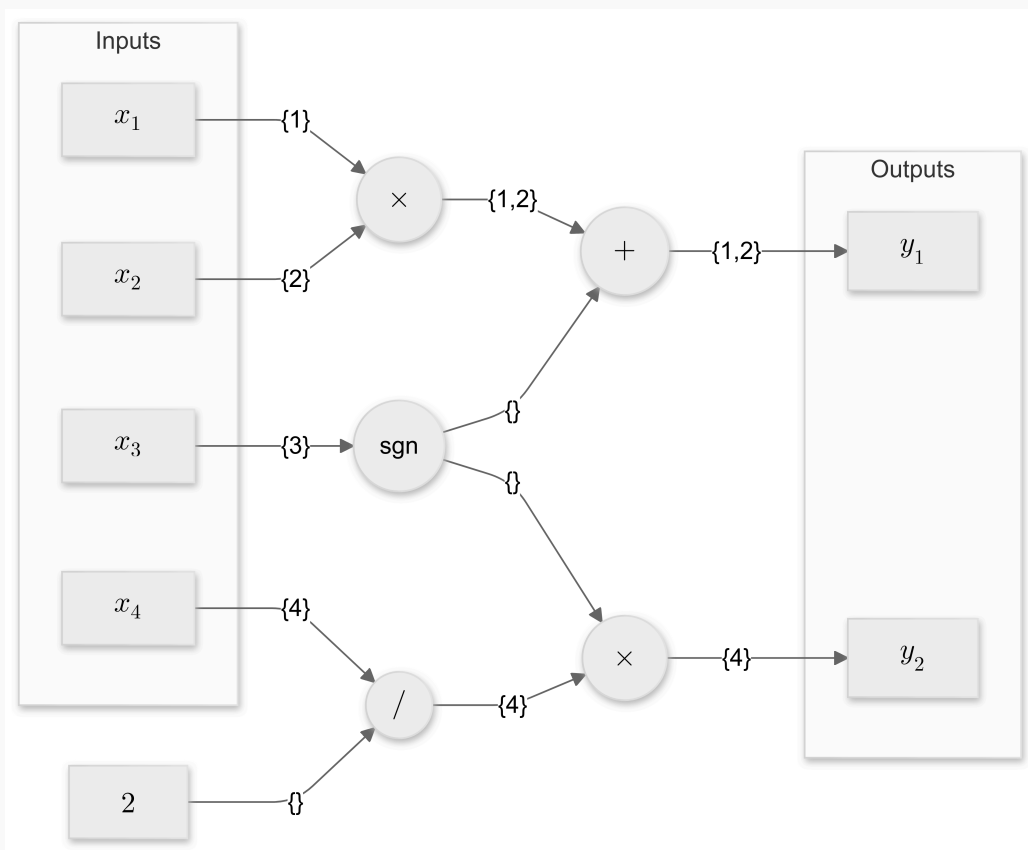 Inputs
x₁
{1}
×
{1,2}
+
{1,2}
Outputs
y₁
x₂
{2}
{}
x₃
{3}
sgn
{}
x₄
{4}
/
{4}
×
{4}
y₂
2
{}